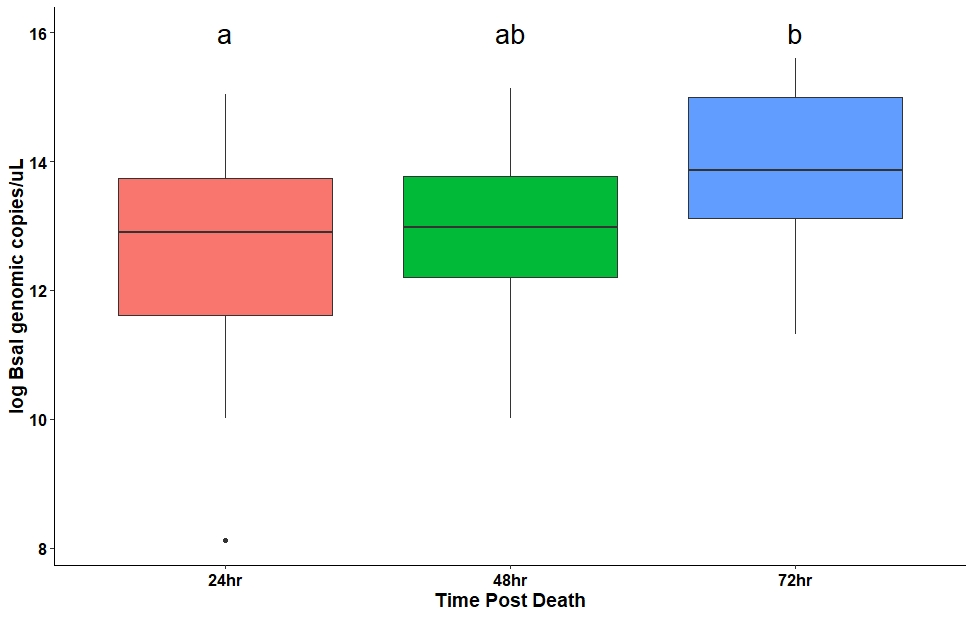 a ab b
16
14
12
10
8
log Bsal genomic copies/uL
24hr 48hr 72hr
Time Post Death